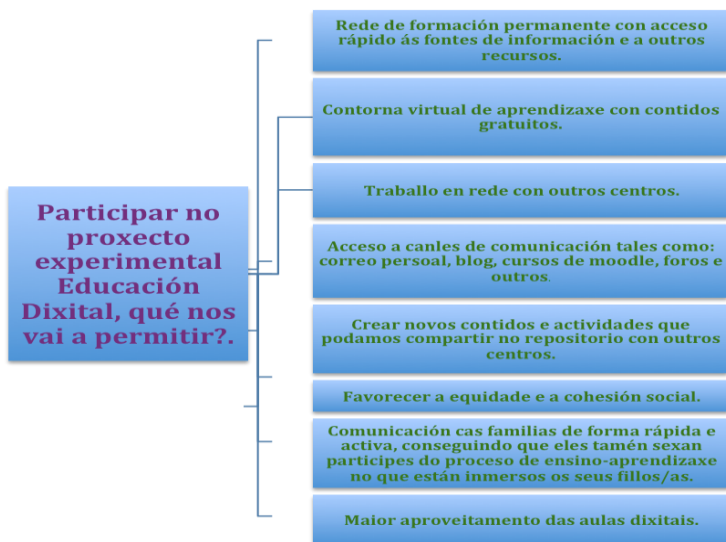 Participar no
proxecto
experimental
Educación
Dixital, qué nos
vai a permitir?.
Rede de formación permanente con acceso
rápido ás fontes de información e a outros
recursos.
Contorna virtual de aprendizaxe con contidos
gratuitos.
Traballo en rede con outros centros.
Acceso a canles de comunicación tales como:
correo persoal, blog, cursos de moodle, foros e
outros.
Crear novos contidos e actividades que
podamos compartir no repositorio con outros
centros.
Favorecer a equidade e a cohesión social.
Comunicación cas familias de forma rápida e
activa, conseguindo que eles tamén sexan
participes do proceso de ensino-aprendizaxe
no que están inmersos os seus fillos/as.
Maior aproveitamento das aulas dixitais.